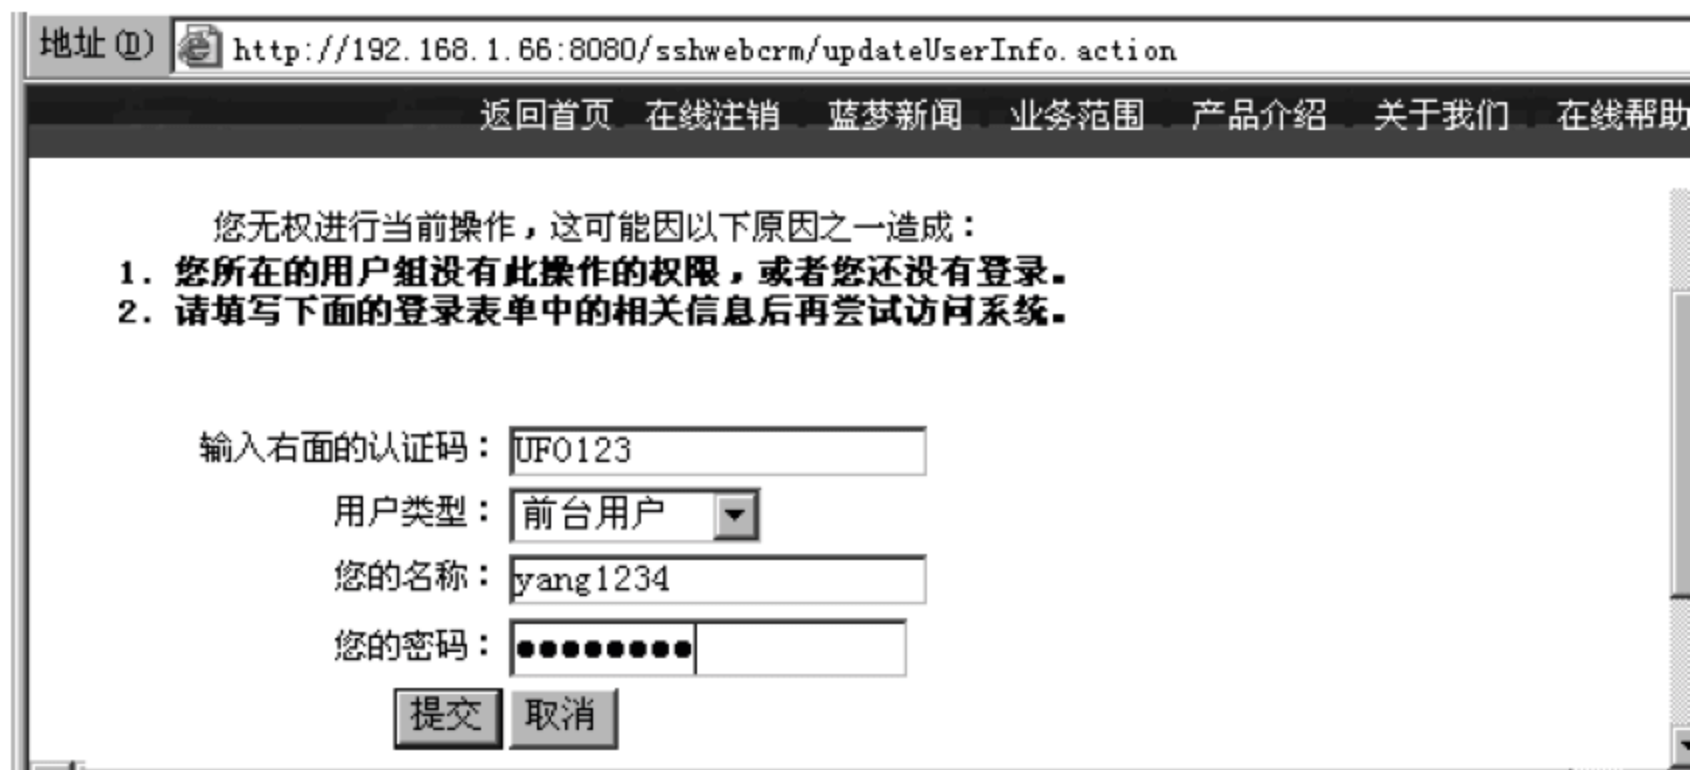 地址(D) http://192.168.1.66:8080/sshwebcrm/updateUserInfo.action
返回首页 在线注销 蓝梦新闻 业务范围 产品介绍 关于我们 在线帮助
您无权进行当前操作，这可能因以下原因之一造成：
1. 您所在的用户组没有此操作的权限，或者您还没有登录。
2. 请填写下面的登录表单中的相关信息后再尝试访问系统。
输入右面的认证码： UFO123
用户类型： 前台用户
您的名称： yang1234
您的密码： ●●●●●●●●
提交 取消